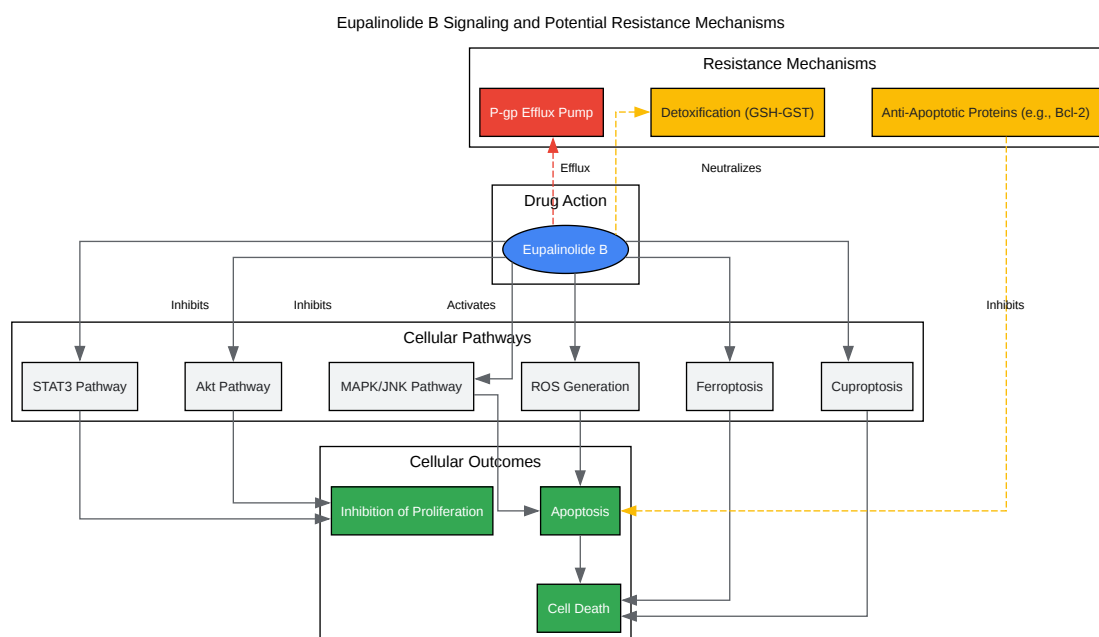 Eupalinolide B Signaling and Potential Resistance Mechanisms
Resistance Mechanisms
P-gp Efflux Pump
Detoxification (GSH-GST)
Anti-Apoptotic Proteins (e.g., Bcl-2)
Efflux
Neutralizes
Drug Action
Eupalinolide B
Inhibits
Inhibits
Activates
Inhibits
Cellular Pathways
STAT3 Pathway
Akt Pathway
MAPK/JNK Pathway
ROS Generation
Ferroptosis
Cuproptosis
Cellular Outcomes
Inhibition of Proliferation
Apoptosis
Cell Death